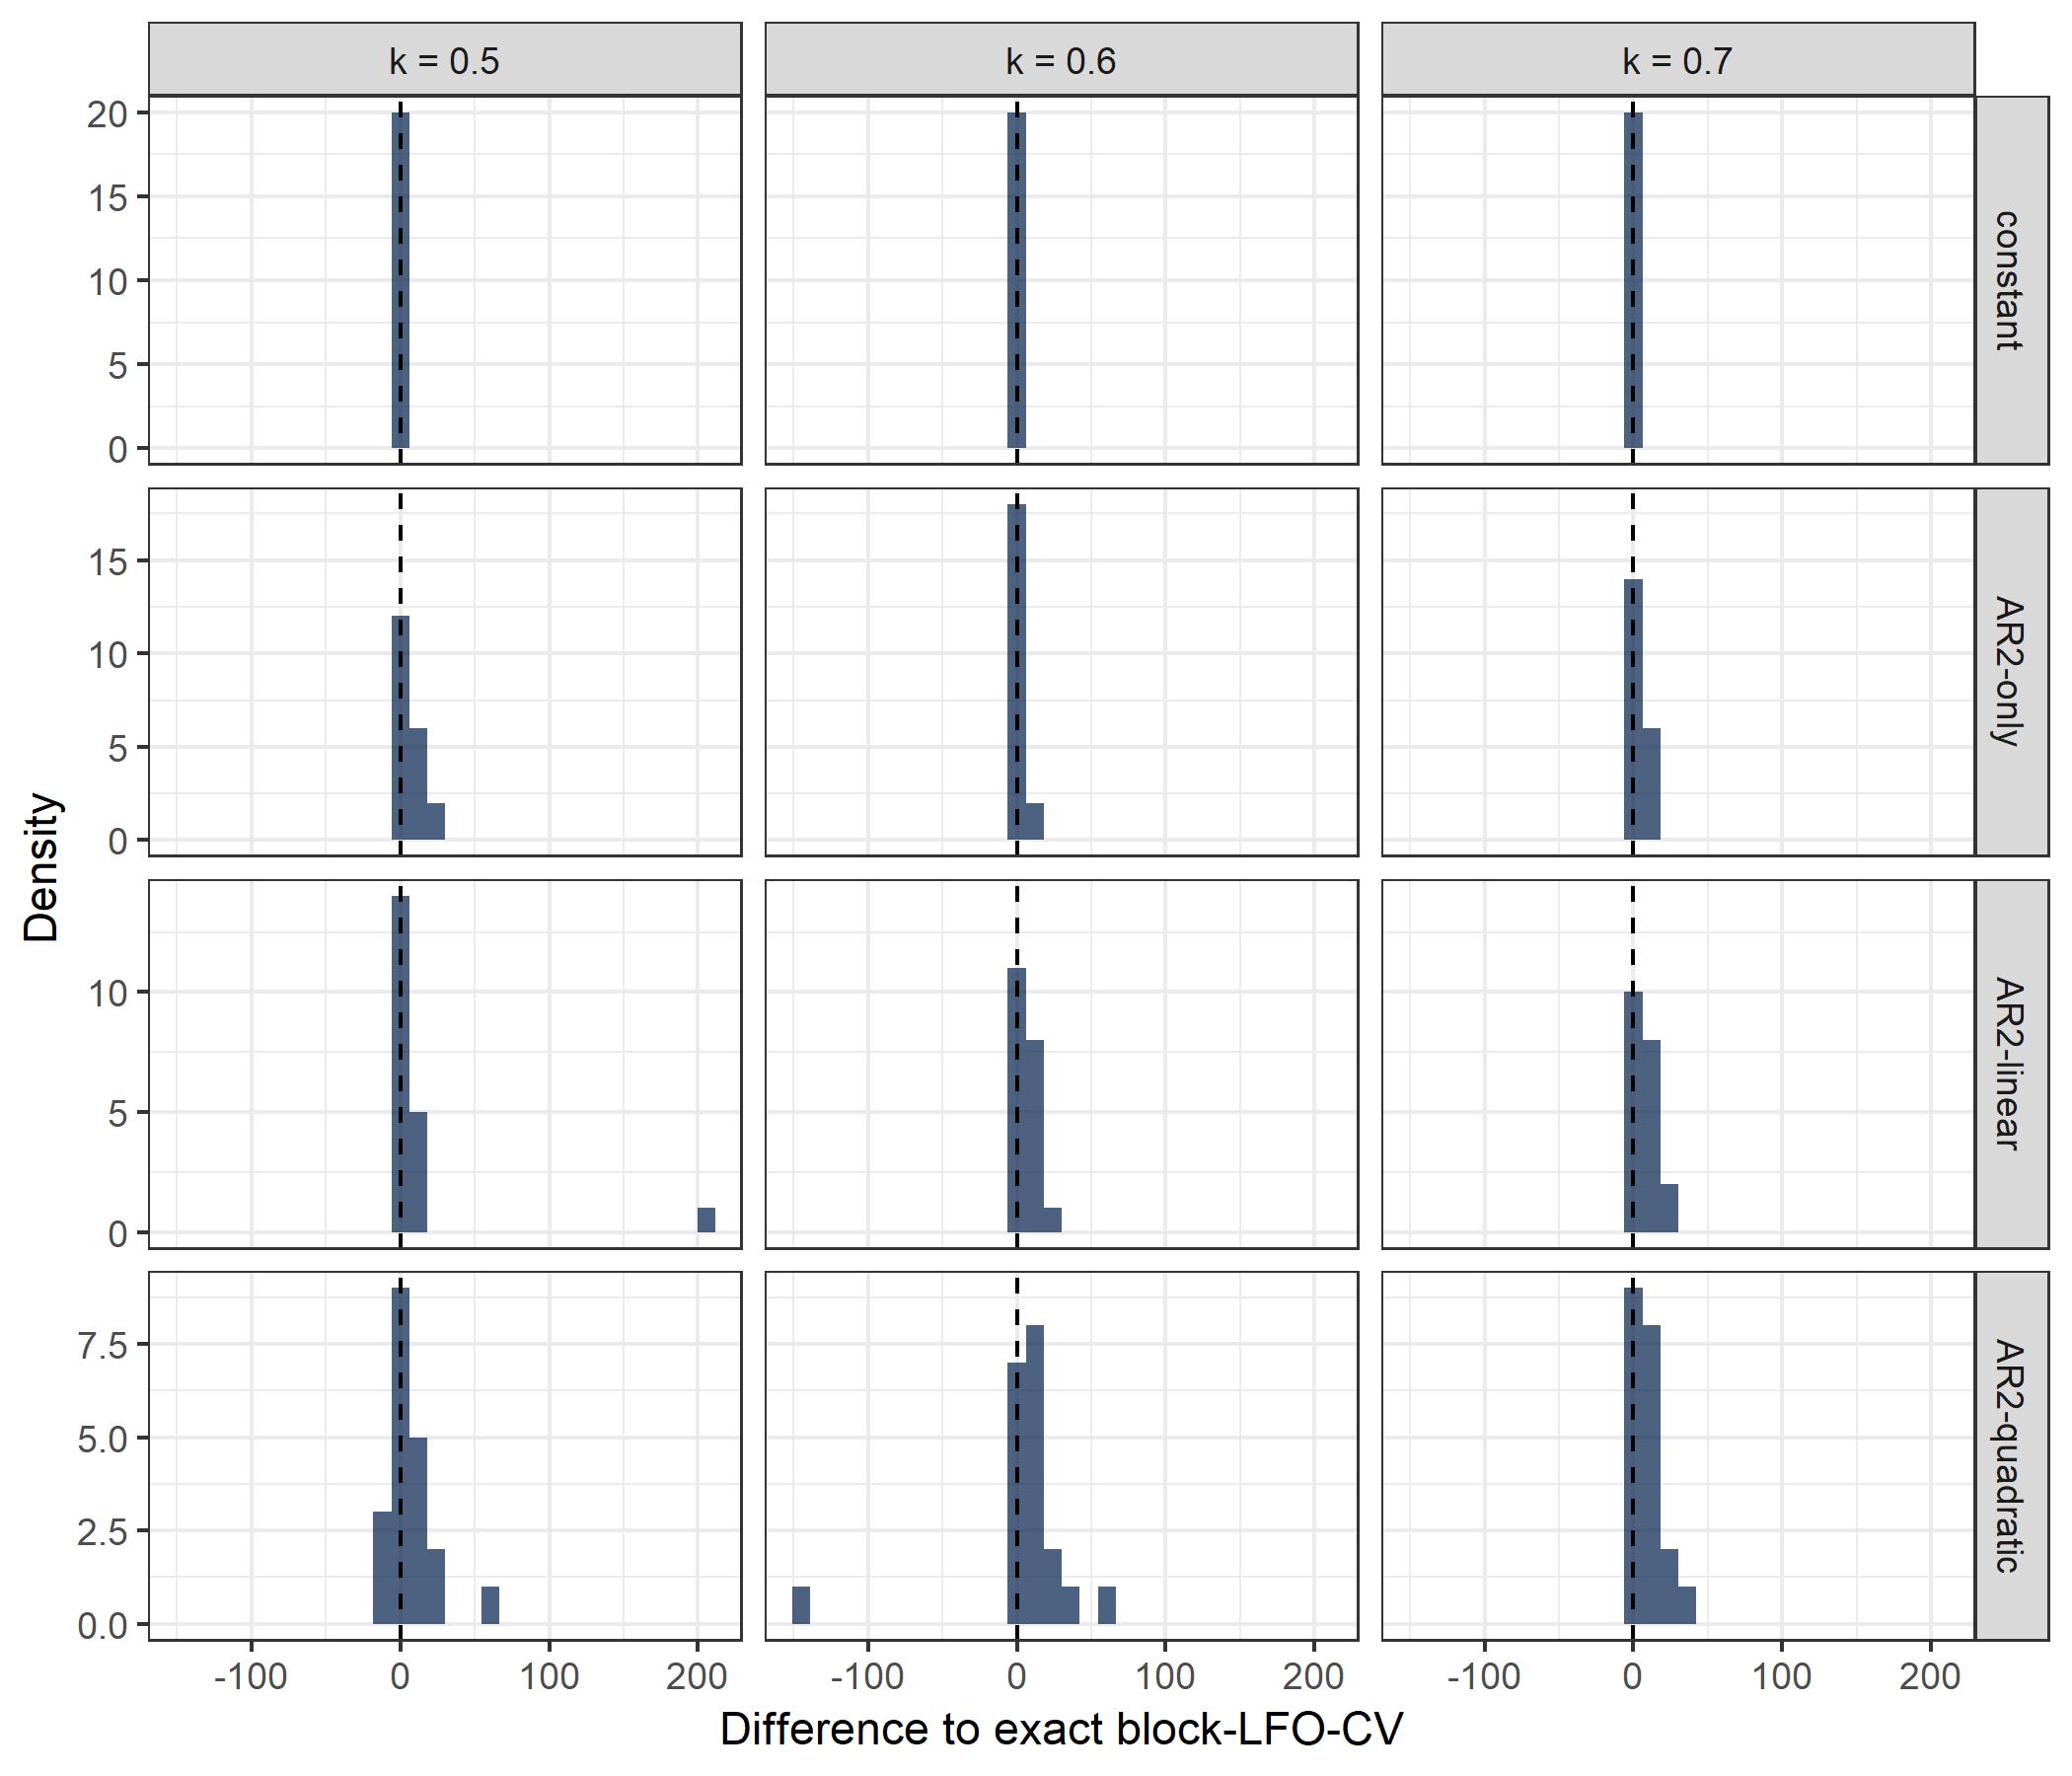 k = 0.5
k = 0.6
k = 0.7
20
15
10
5
0
constant
15
10
5
0
AR2-only
10
5
0
AR2-linear
7.5
5.0
2.5
0.0
AR2-quadratic
Density
-100 0 100 200
-100 0 100 200
-100 0 100 200
Difference to exact block-LFO-CV